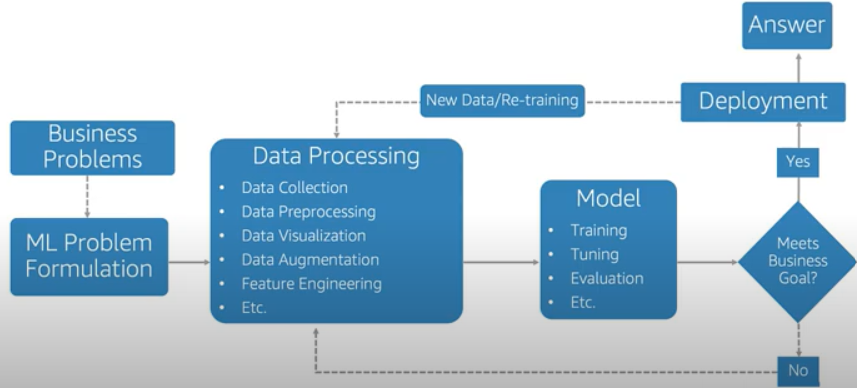 Answer
New Data/Re-training
Deployment
Business
Problems
Data Processing
• Data Collection
• Data Preprocessing
• Data Visualization
• Data Augmentation
• Feature Engineering
• Etc.
Yes
ML Problem
Formulation
Model
• Training
• Tuning
• Evaluation
• Etc.
Meets
Business
Goal?
No